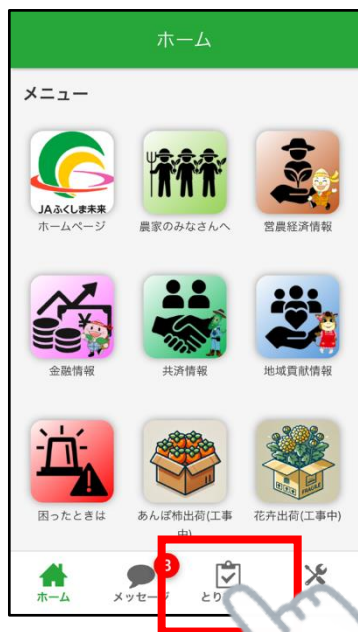 ホーム
メニュー
JAふくしま未来
ホームページ
農家のみなさんへ
営農経済情報
¥
金融情報
共済情報
地域貢献情報
困ったときは
FRAGILE
あんぽ柿出荷(工事
中)
花卉出荷(工事中)
3
ホーム
メッセージ
とり